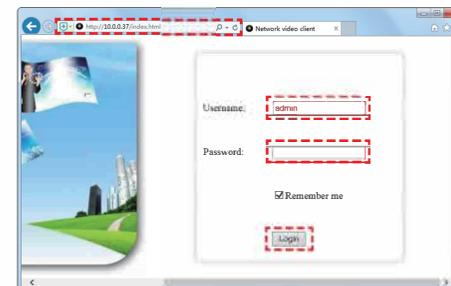 http://10.0.0.37/index.html
Network video client
Username:
admin
Password:
Remember me
Login